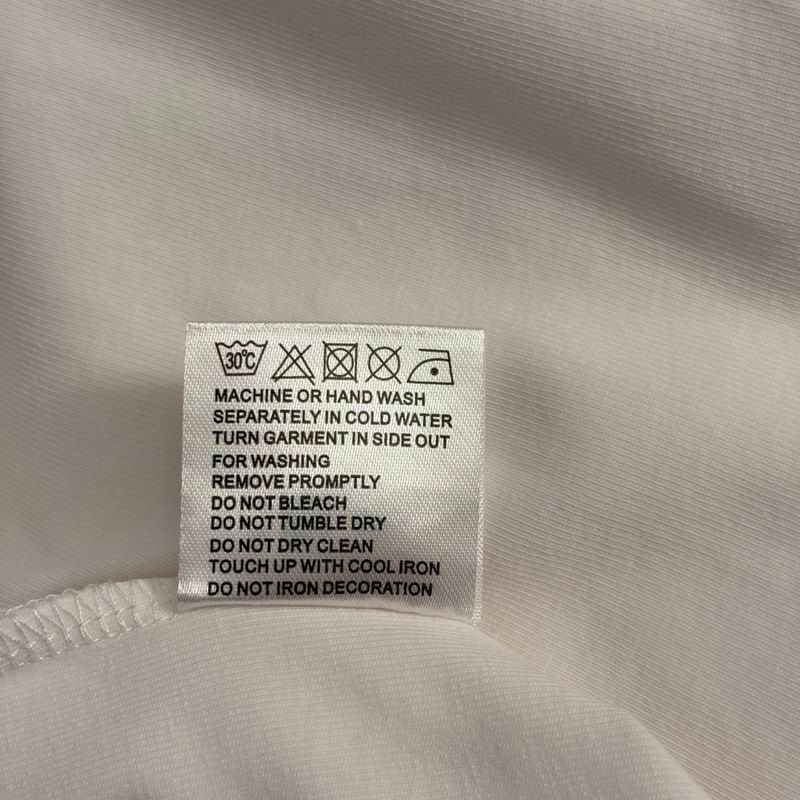 30°C
MACHINE OR HAND WASH
SEPARATELY IN COLD WATER
TURN GARMENT IN SIDE OUT
FOR WASHING
REMOVE PROMPTLY
DO NOT BLEACH
DO NOT TUMBLE DRY
DO NOT DRY CLEAN
TOUCH UP WITH COOL IRON
DO NOT IRON DECORATION